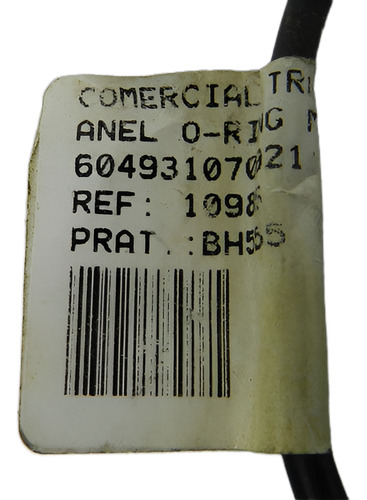 COMERCIAL TRI
ANEL O-RING M
604931070021
REF: 1098
PRAT.:BH55